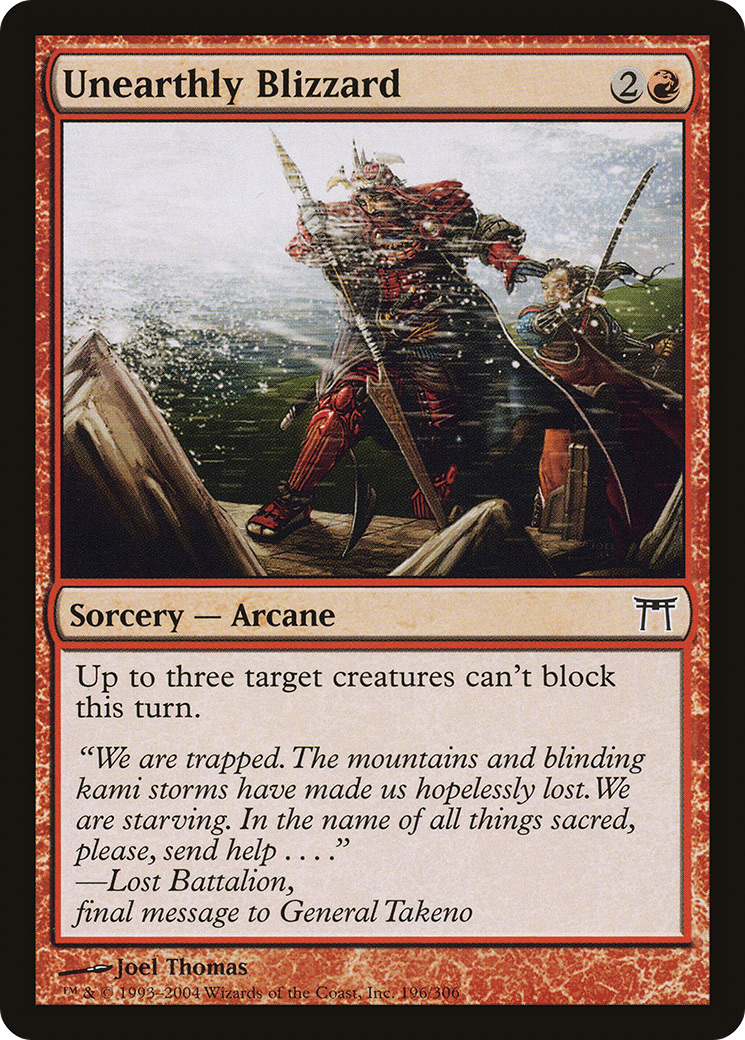 Unearthly Blizzard
2
Sorcery — Arcane
Up to three target creatures can't block
this turn.
“We are trapped. The mountains and blinding
kami storms have made us hopelessly lost. We
are starving. In the name of all things sacred,
please, send help . . . .”
—Lost Battalion,
final message to General Takeno
Joel Thomas
™ & © 1993–2004 Wizards of the Coast, Inc. 196/306